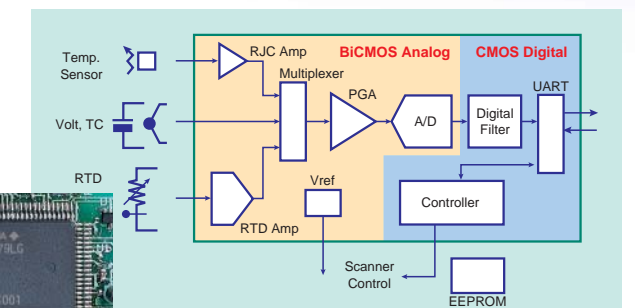 RJC Amp
BiCMOS Analog
CMOS Digital
Temp.
Sensor
Multiplexer
UART
PGA
Volt, TC
A/D
Digital
Filter
RTD
Vref
Controller
RTD Amp
Scanner
Control
EEPROM